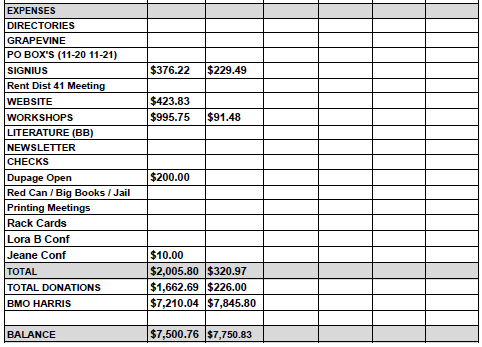 EXPENSES
DIRECTORIES
GRAPEVINE
PO BOX'S (11-20 11-21)
SIGNIUS $376.22 $229.49
Rent Dist 41 Meeting
WEBSITE $423.83
WORKSHOPS $995.75 $91.48
LITERATURE (BB)
NEWSLETTER
CHECKS
Dupage Open $200.00
Red Can / Big Books / Jail
Printing Meetings
Rack Cards
Lora B Conf
Jeane Conf $10.00
TOTAL $2,005.80 $320.97
TOTAL DONATIONS $1,662.69 $226.00
BMO HARRIS $7,210.04 $7,845.80
BALANCE $7,500.76 $7,750.83